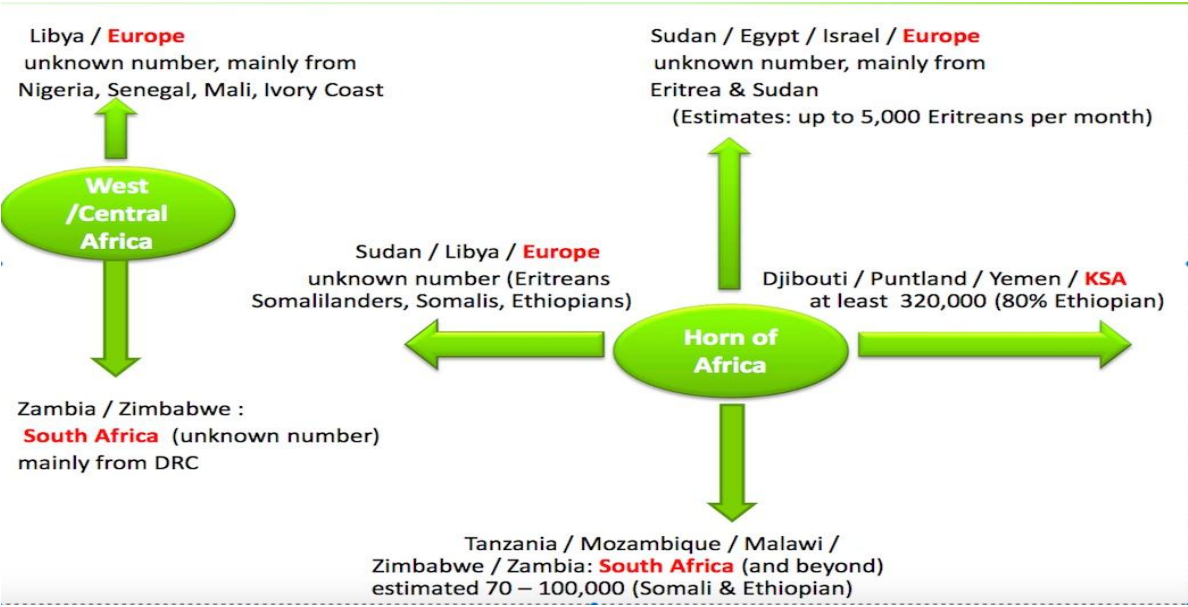 Libya / Europe
unknown number, mainly from
Nigeria, Senegal, Mali, Ivory Coast
West
/Central
Africa
Zambia / Zimbabwe :
South Africa (unknown number)
mainly from DRC
Sudan / Egypt / Israel / Europe
unknown number, mainly from
Eritrea & Sudan
(Estimates: up to 5,000 Eritreans per month)
Sudan / Libya / Europe
unknown number (Eritreans
Somalilanders, Somalis, Ethiopians)
Djibouti / Puntland / Yemen / KSA
at least 320,000 (80% Ethiopian)
Horn of
Africa
Tanzania / Mozambique / Malawi /
Zimbabwe / Zambia: South Africa (and beyond)
estimated 70 – 100,000 (Somali & Ethiopian)